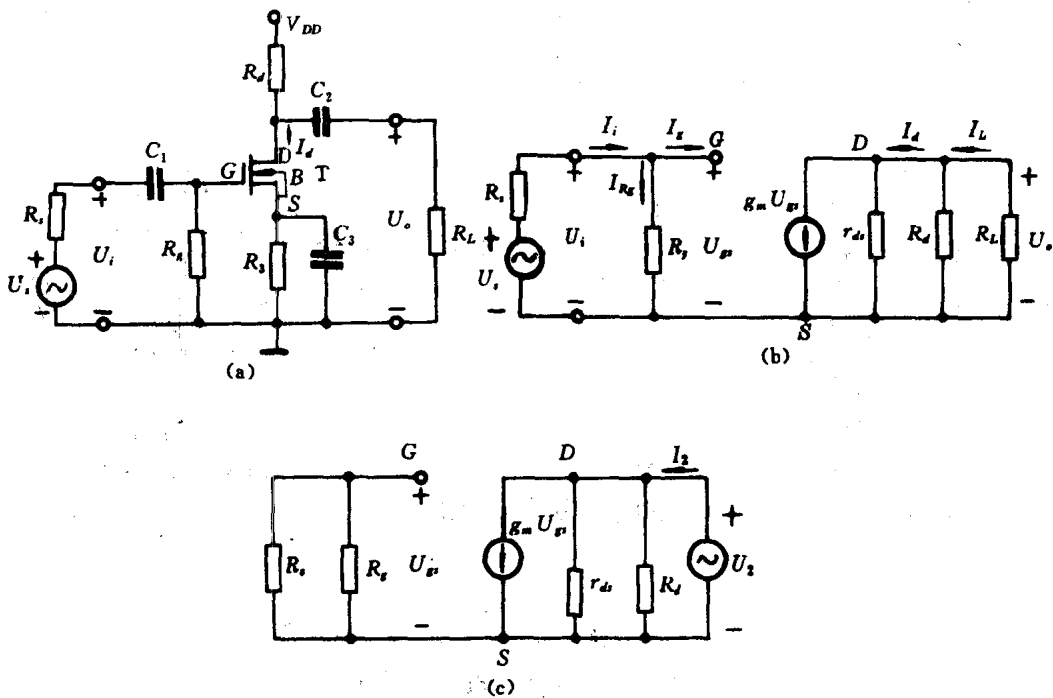 V_DD
R_d
C_2
I_d
C_1
G
D
B
T
S
+
+
R_s
U_i
R_g
R_3
C_3
U_o
R_L
+
U_s
−
−
−
(a)
I_i
I_g
G
D
I_d
I_L
+
+
I_Rg
+
R_s
g_m U_gs
+
U_i
R_g
U_gs
r_ds
R_d
R_L
U_o
U_s
−
−
−
−
S
(b)
G
D
I_2
+
g_m U_gs
+
R_s
R_g
U_gs
r_ds
R_d
U_2
−
−
S
(c)